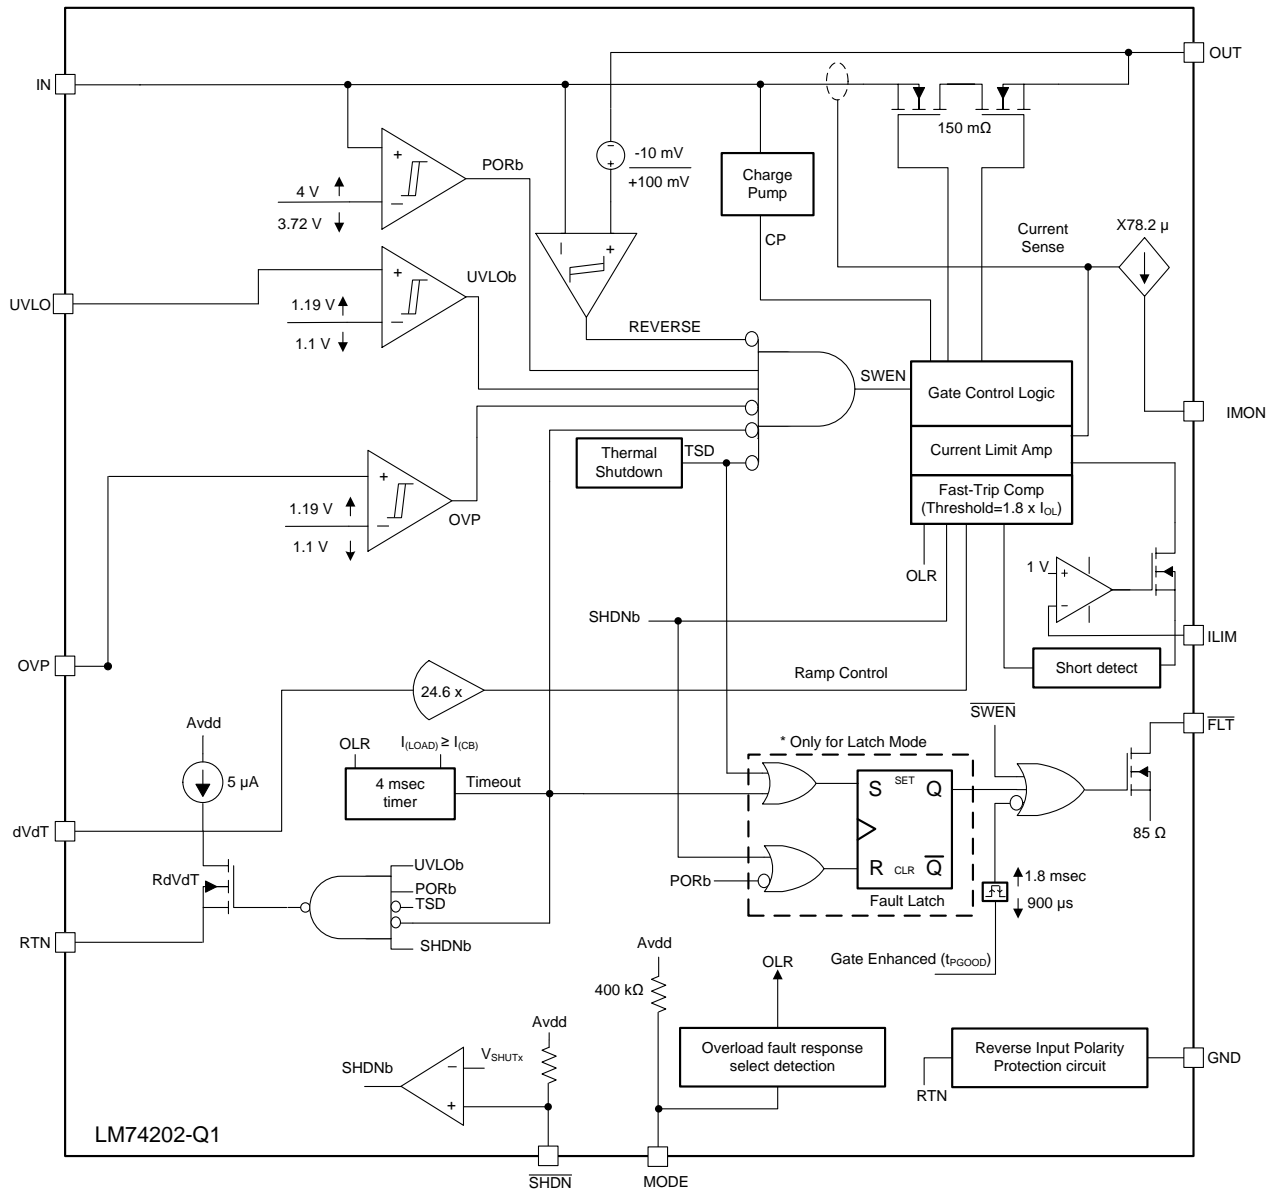 OUT
IN
150 mΩ
-10 mV
+100 mV
+
-
+
−
PORb
4 V
3.72 V
Charge
Pump
CP
Current
Sense
X78.2 µ
UVLO
+
−
UVLOb
1.19 V
1.1 V
REVERSE
SWEN
Gate Control Logic
Current Limit Amp
Fast-Trip Comp
(Threshold=1.8 x IOL)
IMON
Thermal
Shutdown
TSD
+
−
1.19 V
1.1 V
OVP
OLR
1 V
+
−
SHDNb
ILIM
Short detect
OVP
24.6 x
Ramp Control
Avdd
5 µA
OLR
I(LOAD) ≥ I(CB)
4 msec
timer
Timeout
* Only for Latch Mode
S
SET
Q
R
CLR
Q̅
Fault Latch
PORb
S̅W̅E̅N̅
F̅L̅T̅
85 Ω
dVdT
RdVdT
RTN
UVLOb
PORb
TSD
SHDNb
1.8 msec
900 µs
Gate Enhanced (tPGOOD)
Avdd
400 kΩ
OLR
Overload fault response
select detection
Avdd
SHDNb
VSHUTx
−
+
Reverse Input Polarity
Protection circuit
RTN
GND
LM74202-Q1
S̅H̅D̅N̅
MODE